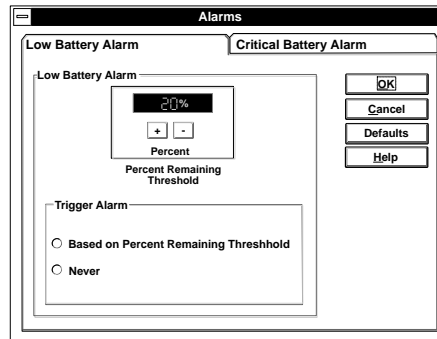 Alarms
Low Battery Alarm
Critical Battery Alarm
Low Battery Alarm
20%
+ -
Percent
Percent Remaining
Threshold
Trigger Alarm
Based on Percent Remaining Threshhold
Never
OK
Cancel
Defaults
Help